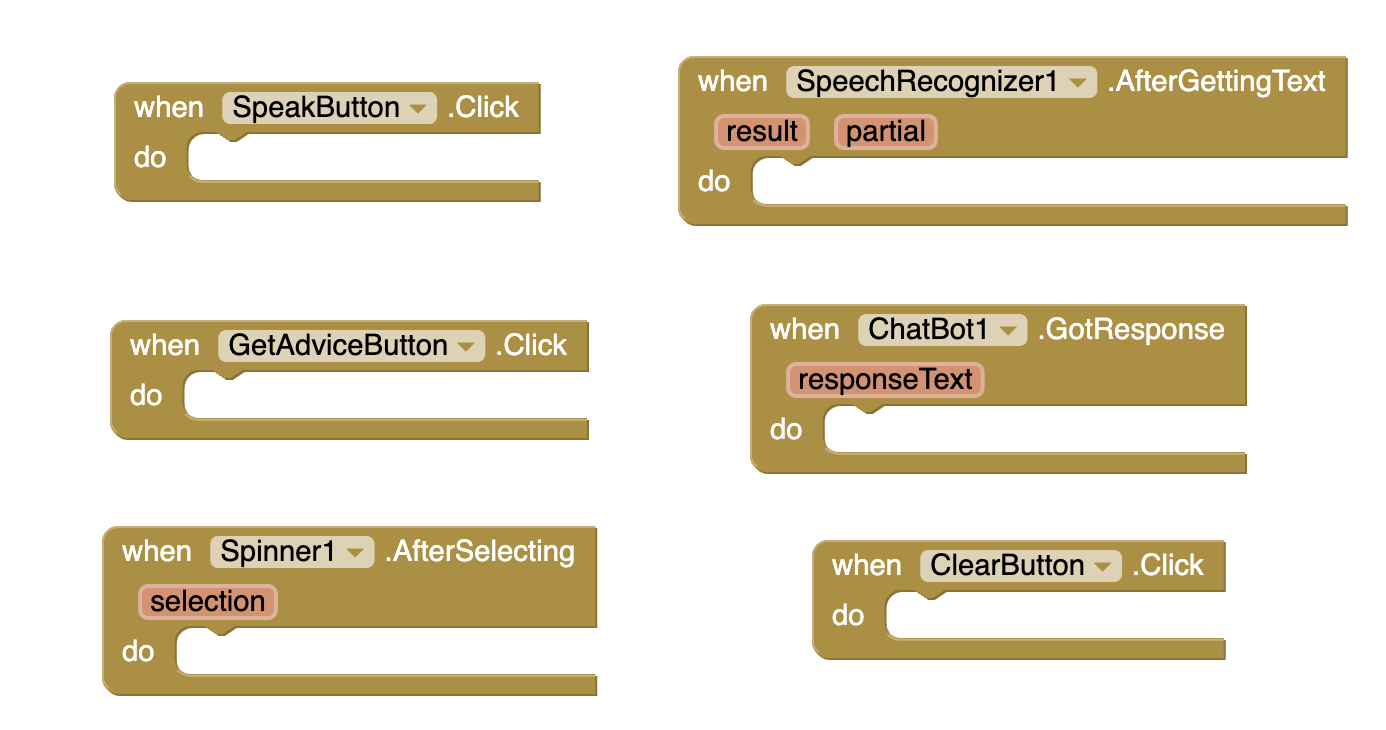 when SpeakButton .Click
do
when SpeechRecognizer1 .AfterGettingText
result partial
do
when GetAdviceButton .Click
do
when ChatBot1 .GotResponse
responseText
do
when Spinner1 .AfterSelecting
selection
do
when ClearButton .Click
do